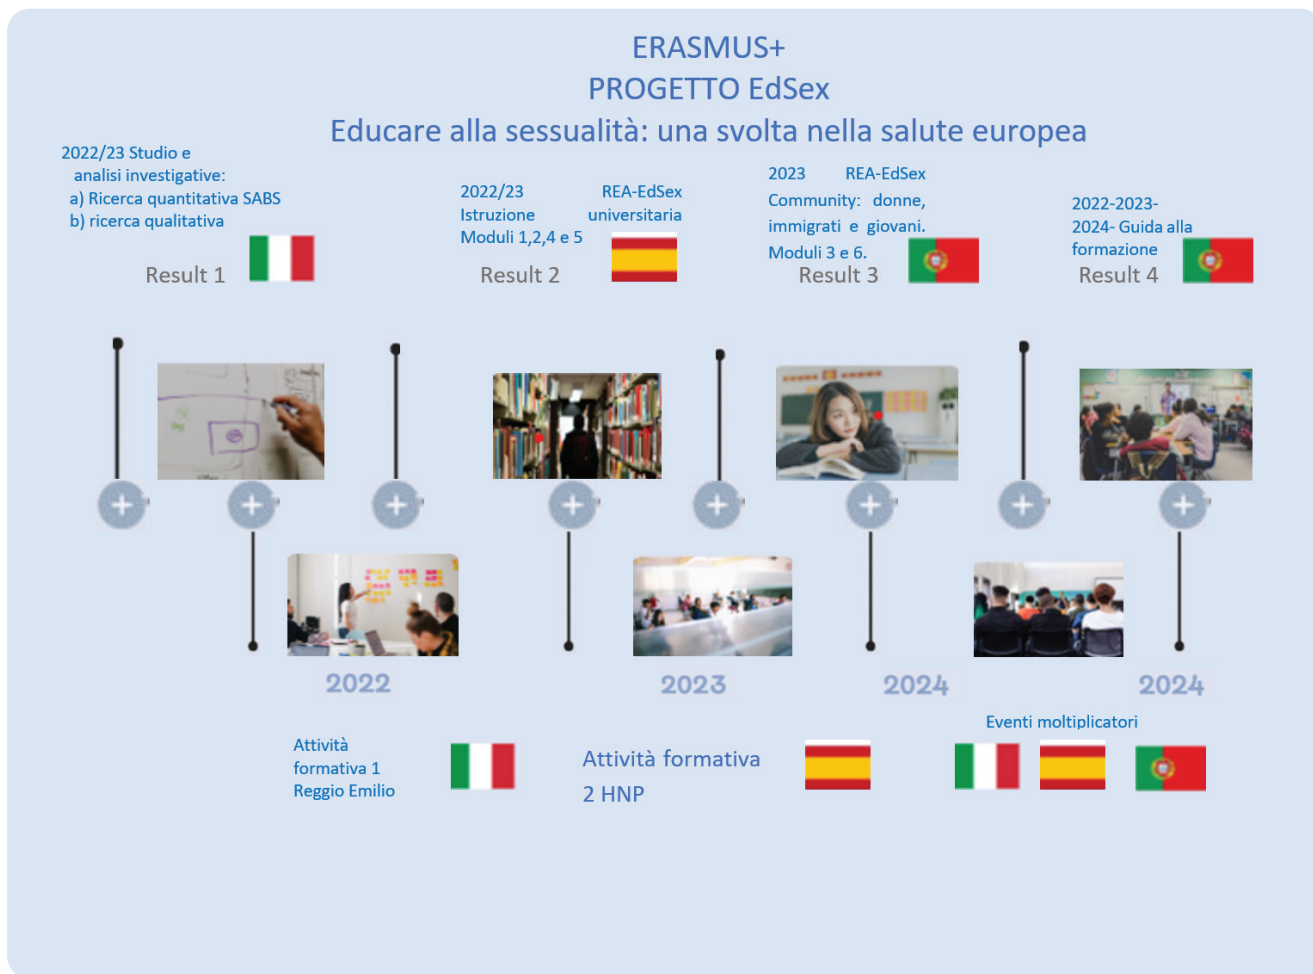 ERASMUS+
PROGETTO EdSex
Educare alla sessualità: una svolta nella salute europea
2022/23 Studio e
analisi investigative:
a) Ricerca quantitativa SABS
b) ricerca qualitativa
Result 1
2022/23 REA-EdSex
Istruzione universitaria
Moduli 1,2,4 e 5
Result 2
2023 REA-EdSex
Community: donne,
immigrati e giovani.
Moduli 3 e 6.
Result 3
2022-2023-
2024- Guida alla
formazione
Result 4
2022
2023
2024
2024
Attività
formativa 1
Reggio Emilio
Attività formativa
2 HNP
Eventi moltiplicatori